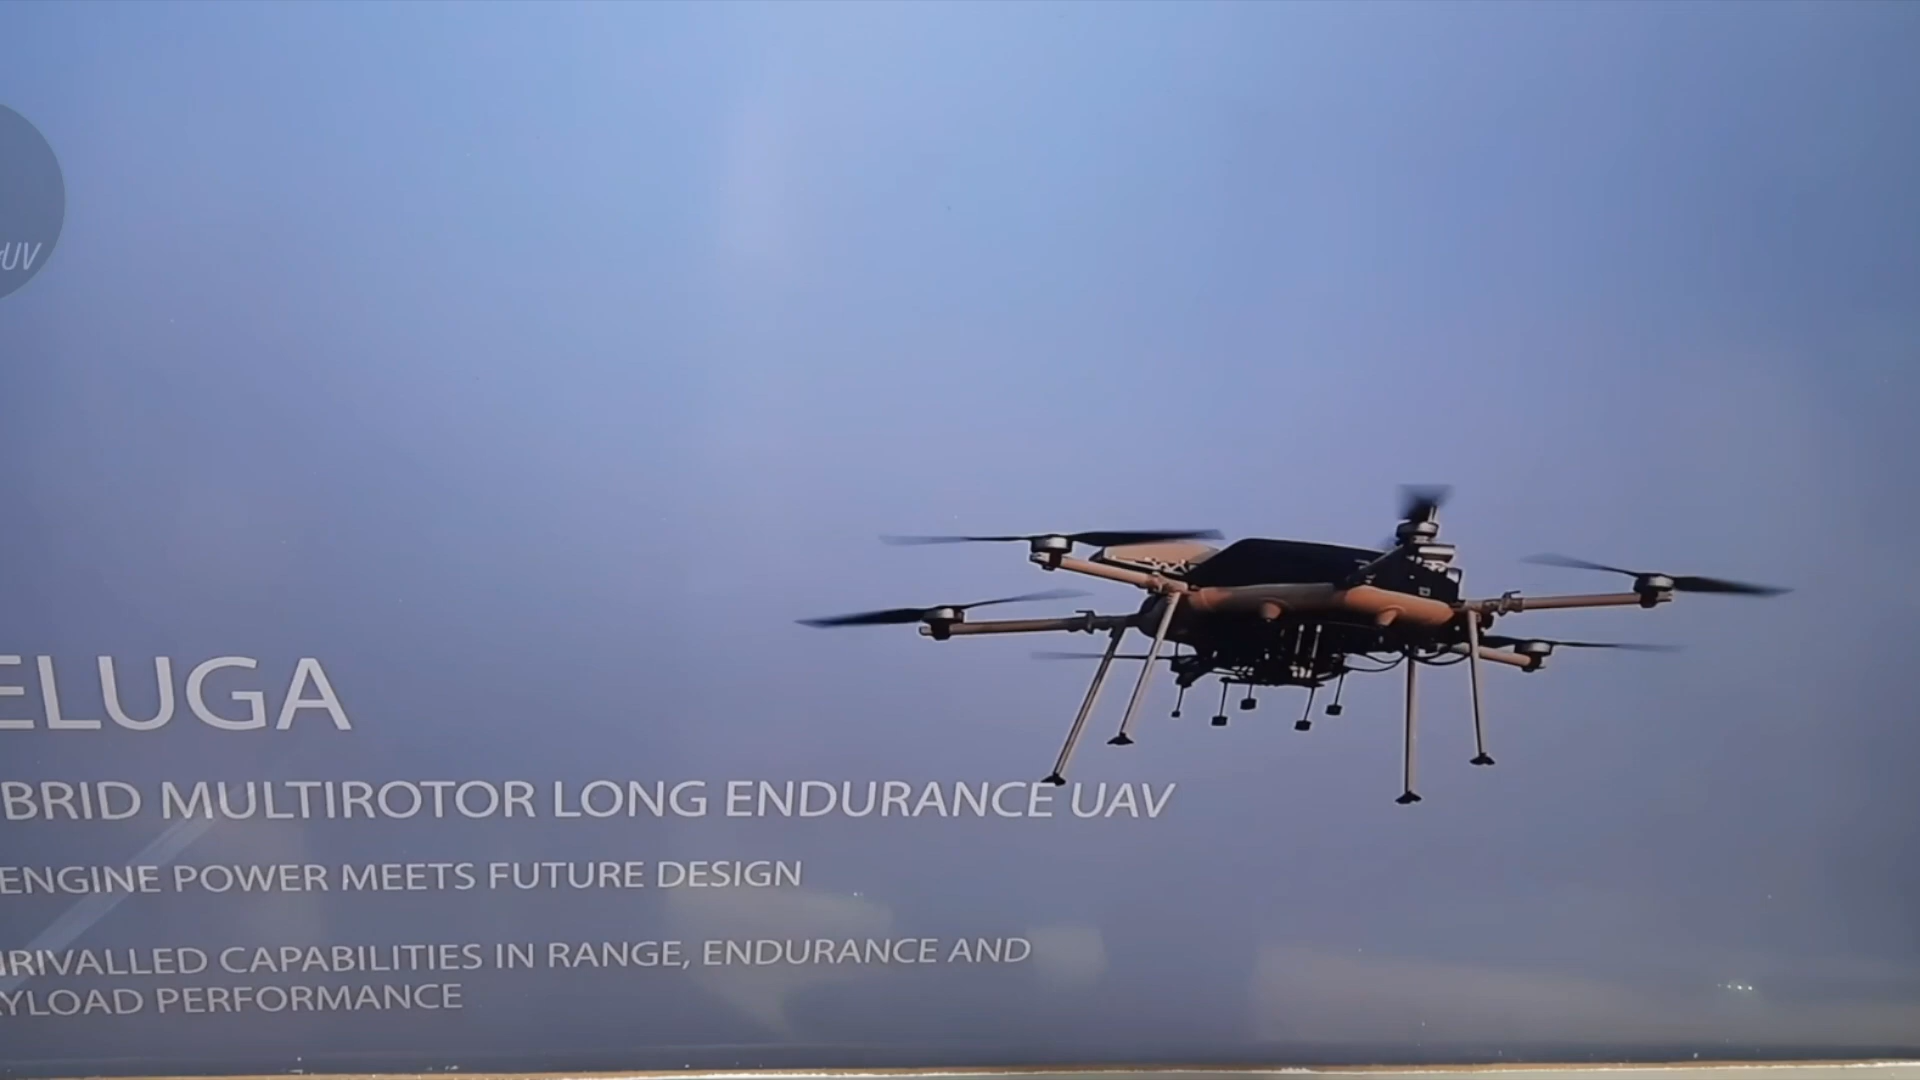 UV
ELUGA
BRID MULTIROTOR LONG ENDURANCE UAV
ENGINE POWER MEETS FUTURE DESIGN
RIVALLED CAPABILITIES IN RANGE, ENDURANCE AND
YLOAD PERFORMANCE